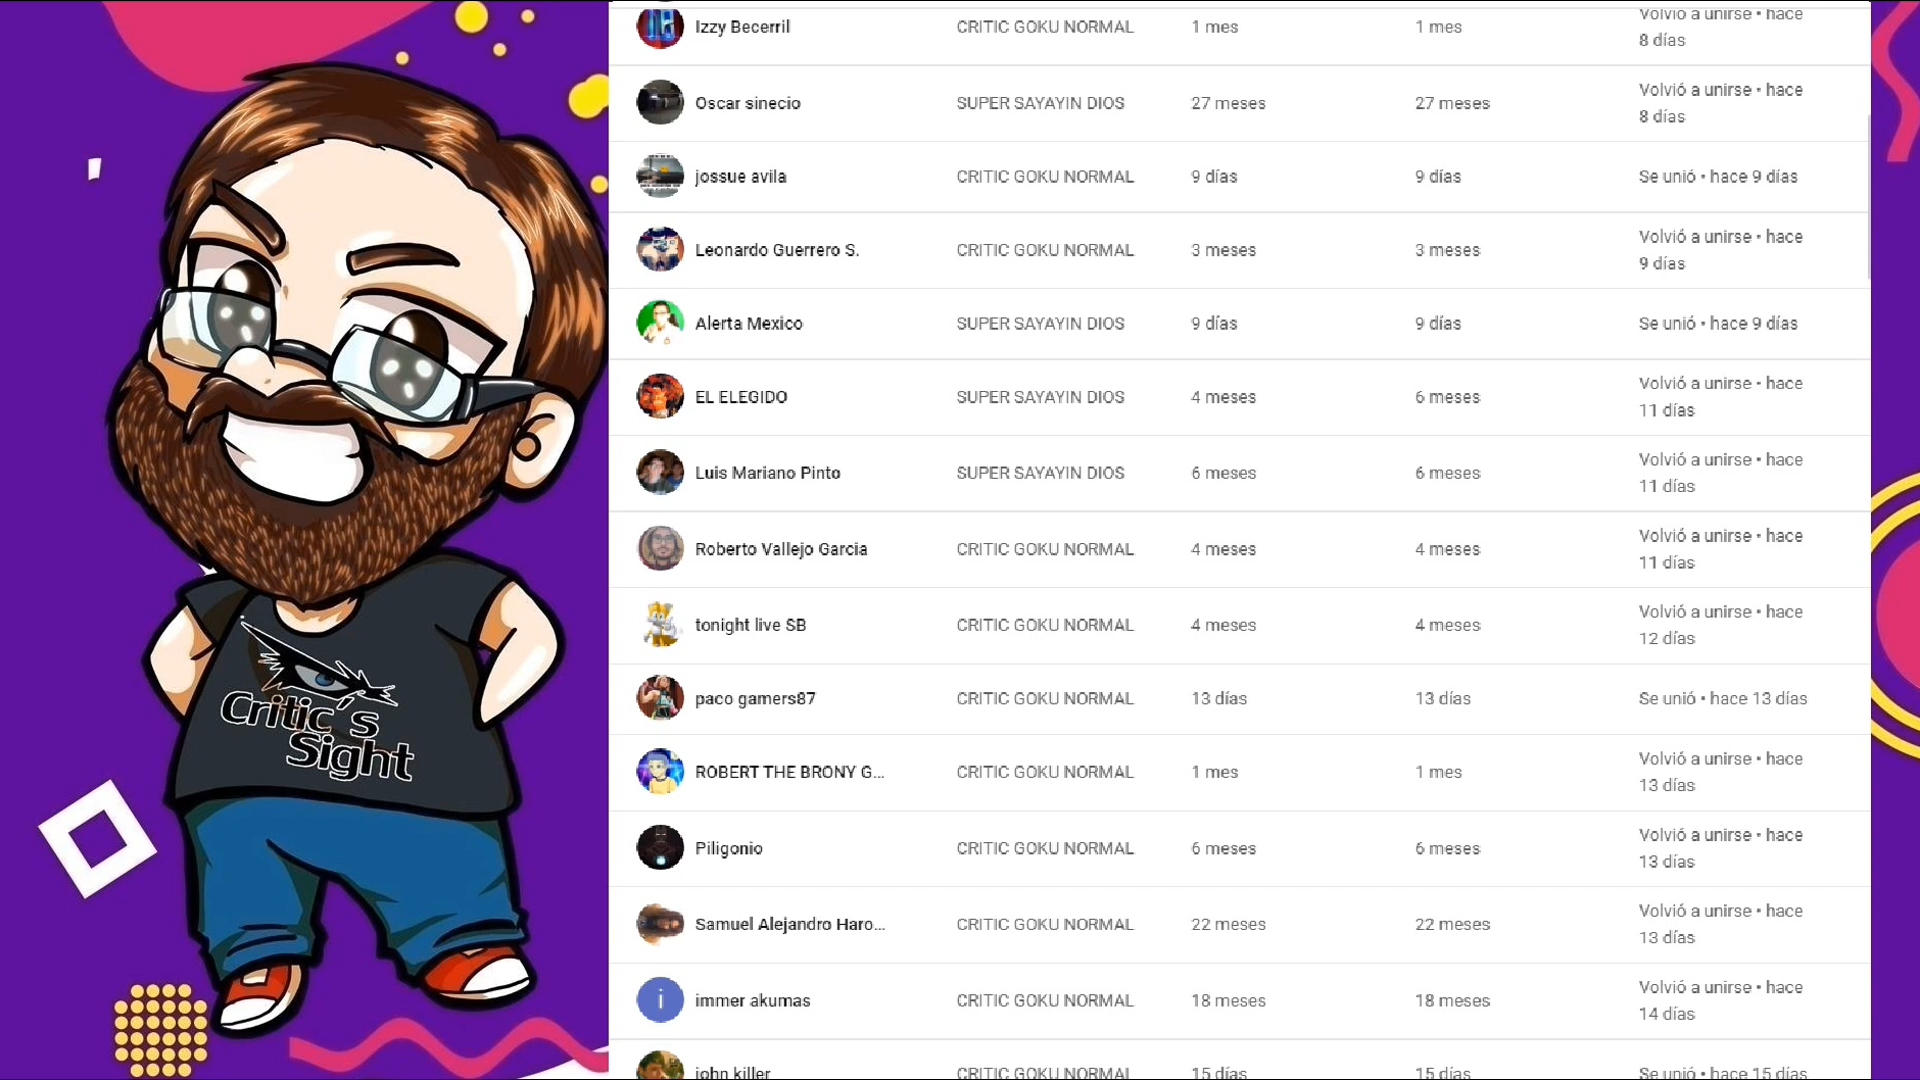 Critic's
Sight
Izzy Becerril CRITIC GOKU NORMAL 1 mes 1 mes Volvió a unirse • hace
8 días
Oscar sinecio SUPER SAYAYIN DIOS 27 meses 27 meses Volvió a unirse • hace
8 días
jossue avila CRITIC GOKU NORMAL 9 días 9 días Se unió • hace 9 días
Leonardo Guerrero S. CRITIC GOKU NORMAL 3 meses 3 meses Volvió a unirse • hace
9 días
Alerta Mexico SUPER SAYAYIN DIOS 9 días 9 días Se unió • hace 9 días
EL ELEGIDO SUPER SAYAYIN DIOS 4 meses 6 meses Volvió a unirse • hace
11 días
Luis Mariano Pinto SUPER SAYAYIN DIOS 6 meses 6 meses Volvió a unirse • hace
11 días
Roberto Vallejo Garcia CRITIC GOKU NORMAL 4 meses 4 meses Volvió a unirse • hace
11 días
tonight live SB CRITIC GOKU NORMAL 4 meses 4 meses Volvió a unirse • hace
12 días
paco gamers87 CRITIC GOKU NORMAL 13 días 13 días Se unió • hace 13 días
ROBERT THE BRONY G... CRITIC GOKU NORMAL 1 mes 1 mes Volvió a unirse • hace
13 días
Piligonio CRITIC GOKU NORMAL 6 meses 6 meses Volvió a unirse • hace
13 días
Samuel Alejandro Haro... CRITIC GOKU NORMAL 22 meses 22 meses Volvió a unirse • hace
13 días
i immer akumas CRITIC GOKU NORMAL 18 meses 18 meses Volvió a unirse • hace
14 días
john killer CRITIC GOKU NORMAL 15 días 15 días Se unió • hace 15 días